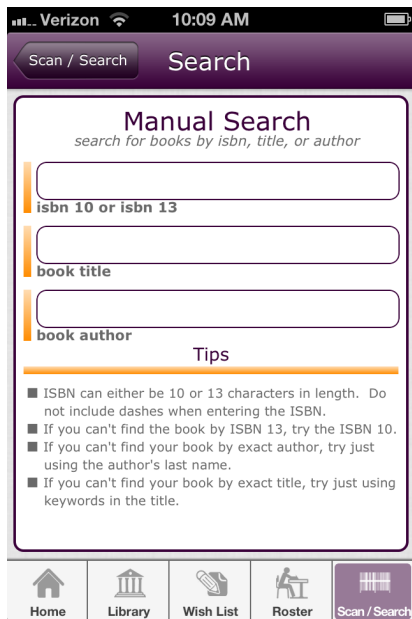 Verizon 10:09 AM
Scan / Search Search
Manual Search
search for books by isbn, title, or author
isbn 10 or isbn 13
book title
book author
Tips
■ ISBN can either be 10 or 13 characters in length. Do
not include dashes when entering the ISBN.
■ If you can't find the book by ISBN 13, try the ISBN 10.
■ If you can't find your book by exact author, try just
using the author's last name.
■ If you can't find your book by exact title, try just using
keywords in the title.
Home Library Wish List Roster Scan / Search